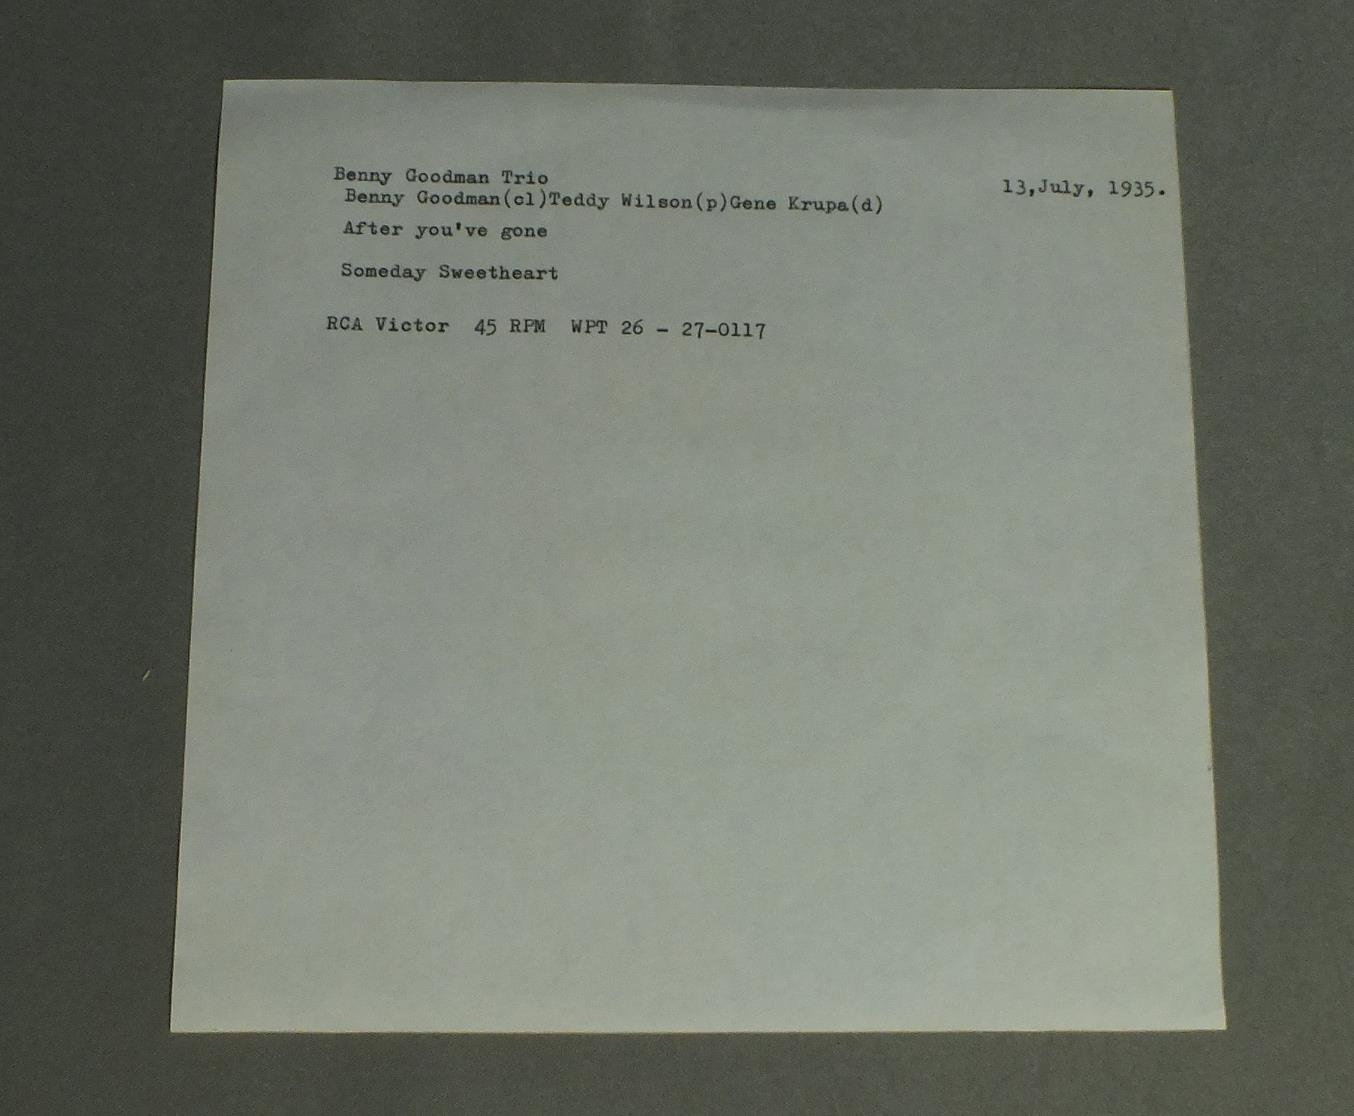 Benny Goodman Trio
13,July, 1935.
Benny Goodman(cl)Teddy Wilson(p)Gene Krupa(d)
After you've gone
Someday Sweetheart
RCA Victor  45 RPM  WPT 26 - 27-0117